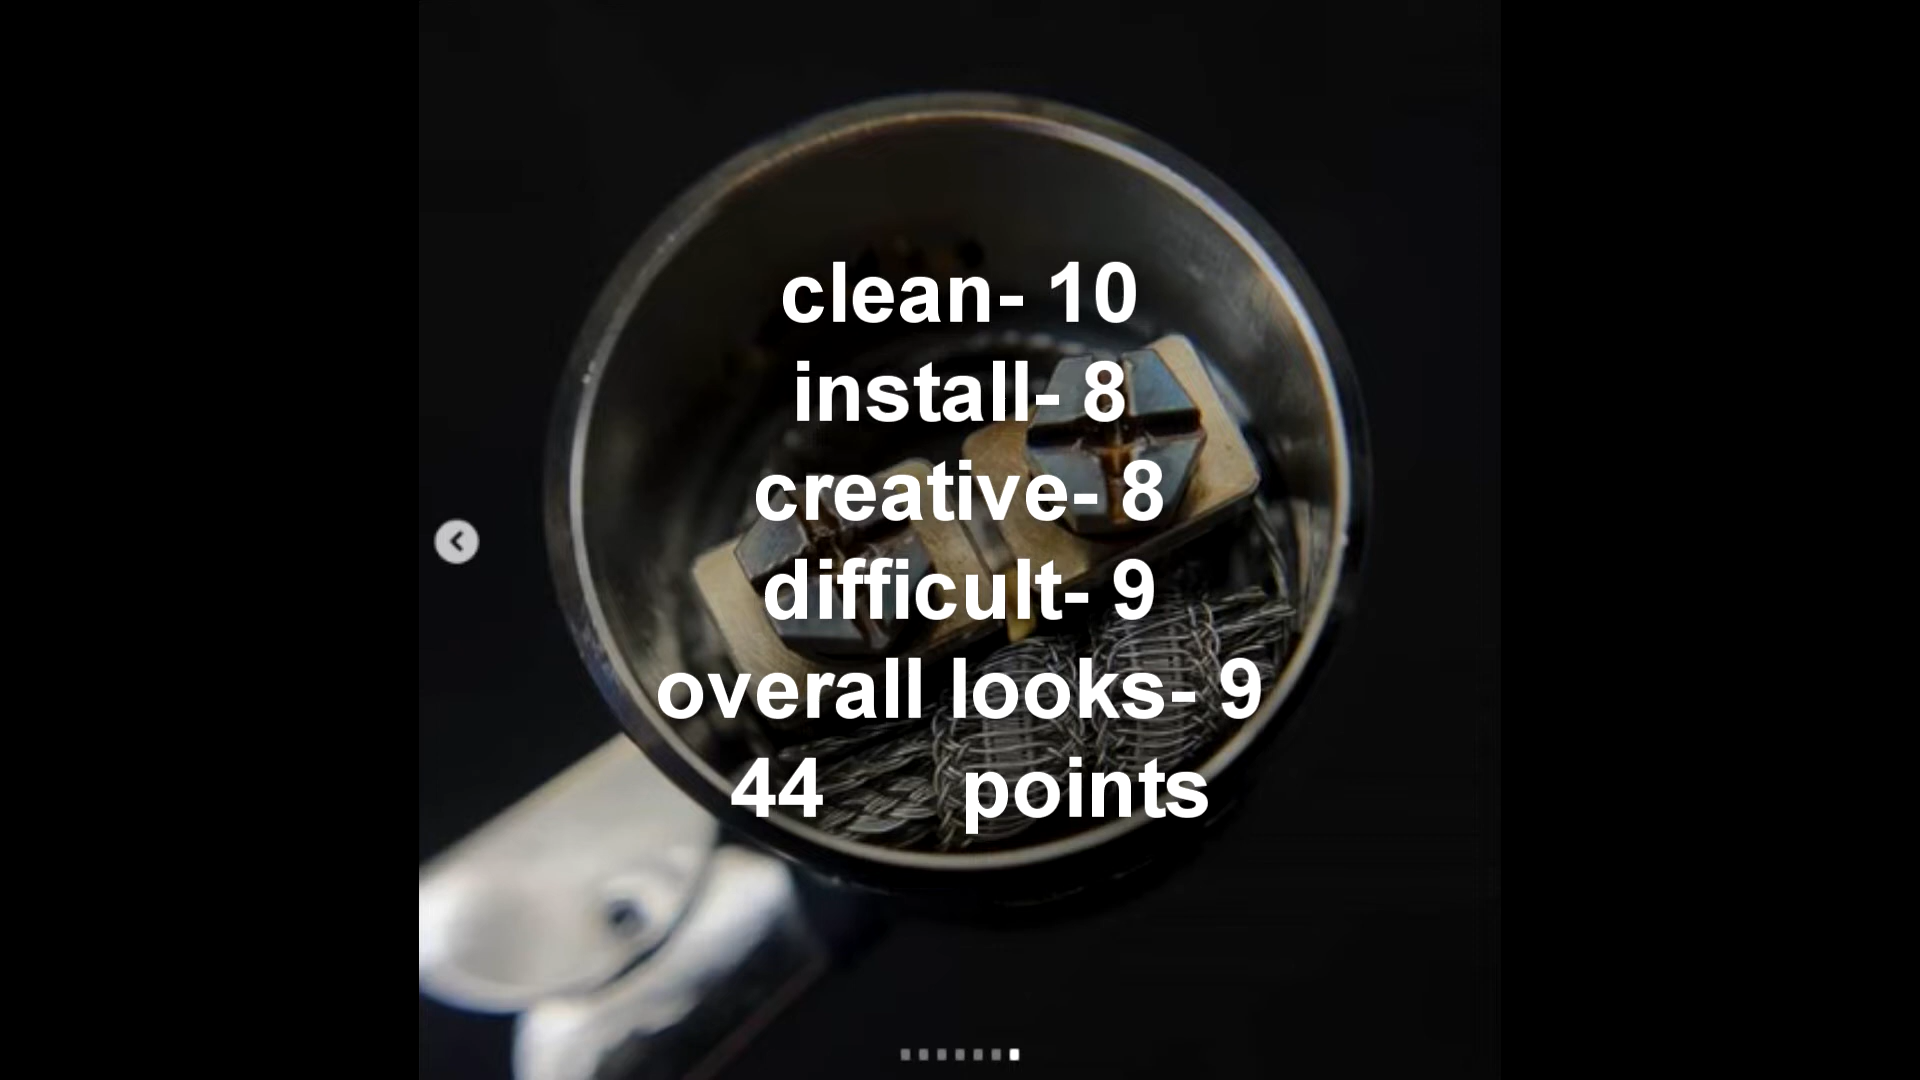 clean- 10
install- 8
creative- 8
difficult- 9
overall looks- 9
44 points